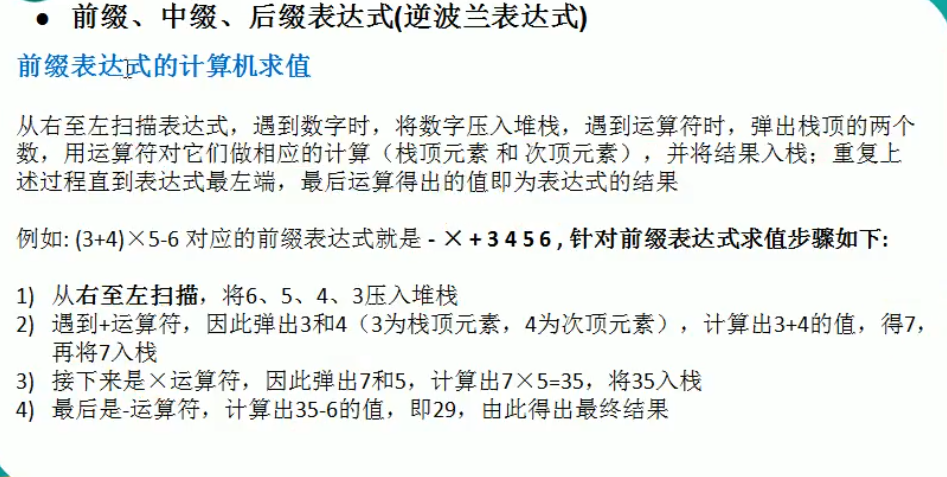 ● 前缀、中缀、后缀表达式(逆波兰表达式)
前缀表达式的计算机求值
从右至左扫描表达式，遇到数字时，将数字压入堆栈，遇到运算符时，弹出栈顶的两个
数，用运算符对它们做相应的计算（栈顶元素 和 次顶元素），并将结果入栈；重复上
述过程直到表达式最左端，最后运算得出的值即为表达式的结果
例如: (3+4)×5-6 对应的前缀表达式就是 - × + 3 4 5 6 , 针对前缀表达式求值步骤如下:
1) 从右至左扫描，将6、5、4、3压入堆栈
2) 遇到+运算符，因此弹出3和4（3为栈顶元素，4为次顶元素），计算出3+4的值，得7，
再将7入栈
3) 接下来是×运算符，因此弹出7和5，计算出7×5=35，将35入栈
4) 最后是-运算符，计算出35-6的值，即29，由此得出最终结果